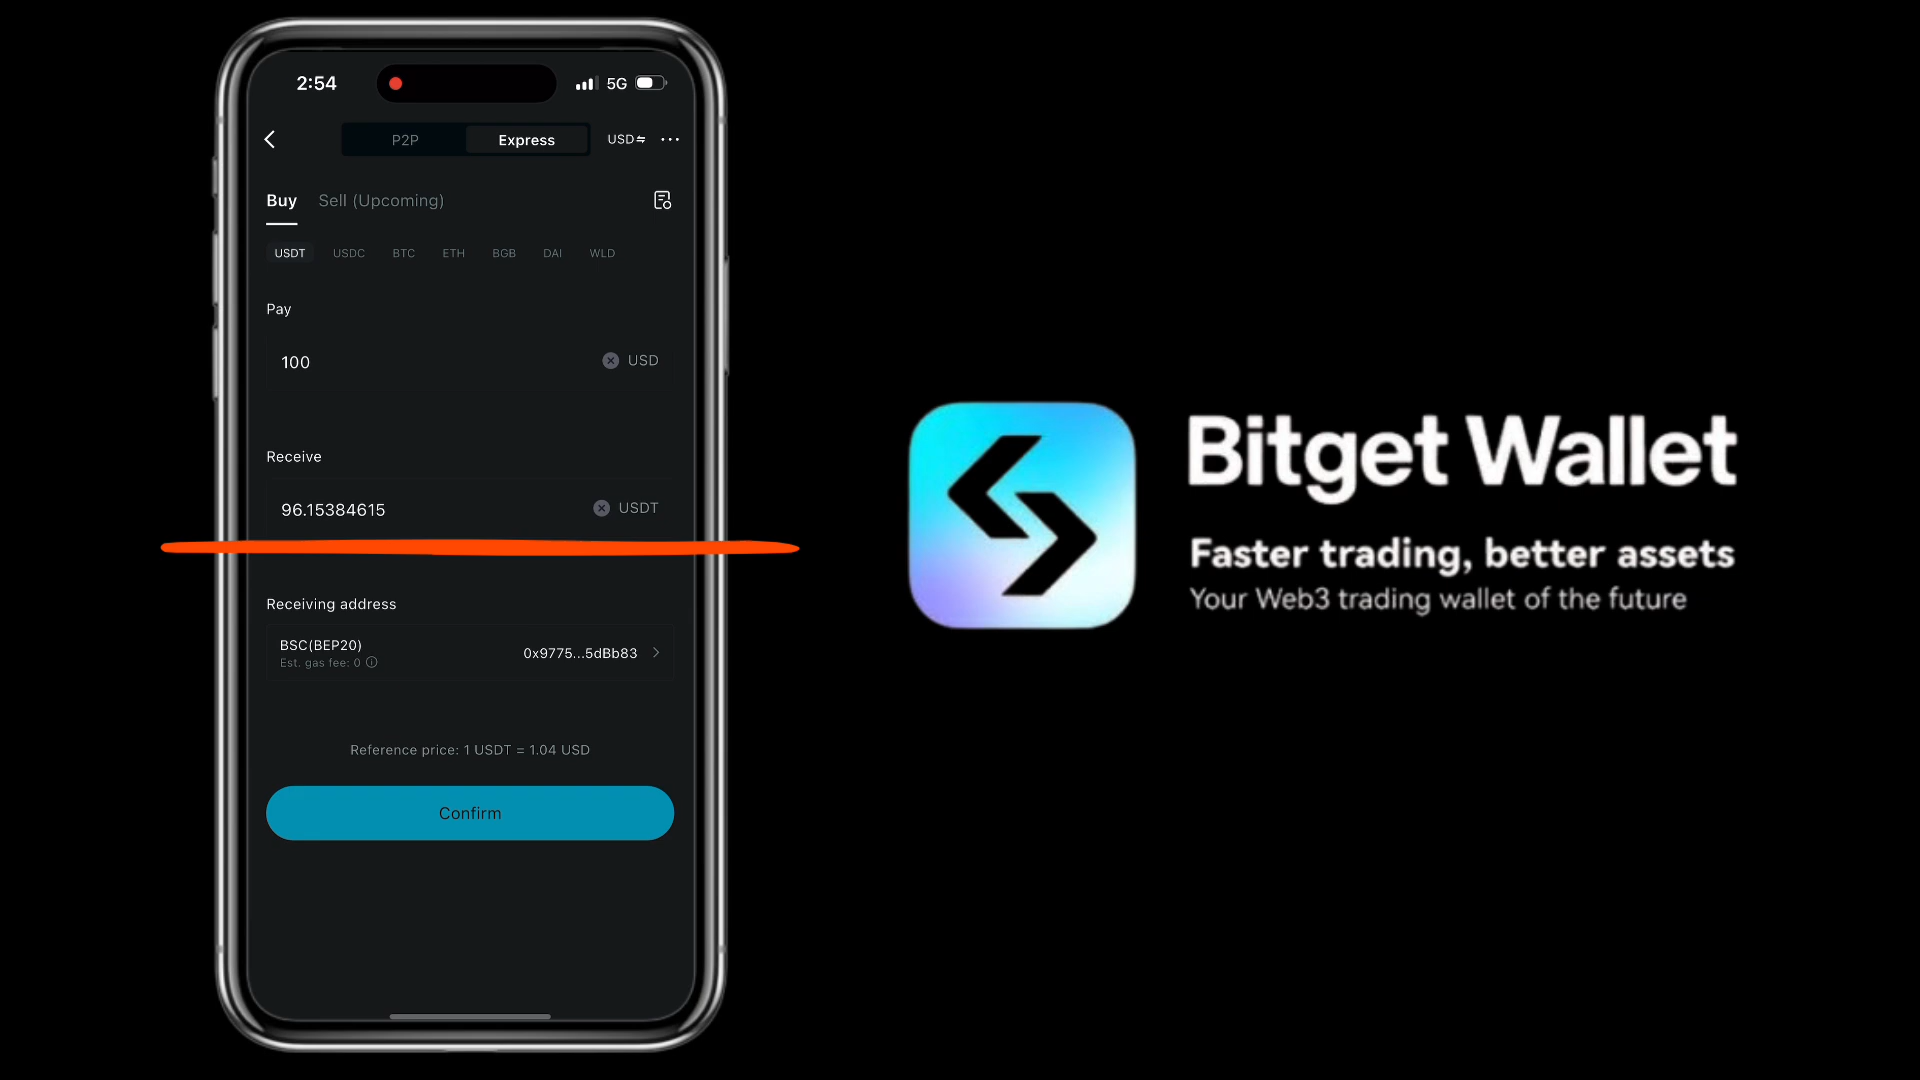 2:54
5G
P2P
Express
USD
Buy
Sell (Upcoming)
USDT
USDC
BTC
ETH
BGB
DAI
WLD
Pay
100
USD
Receive
96.15384615
USDT
Receiving address
BSC(BEP20)
Est. gas fee: 0
0x9775...5dBb83
Reference price: 1 USDT = 1.04 USD
Confirm
Bitget Wallet
Faster trading, better assets
Your Web3 trading wallet of the future